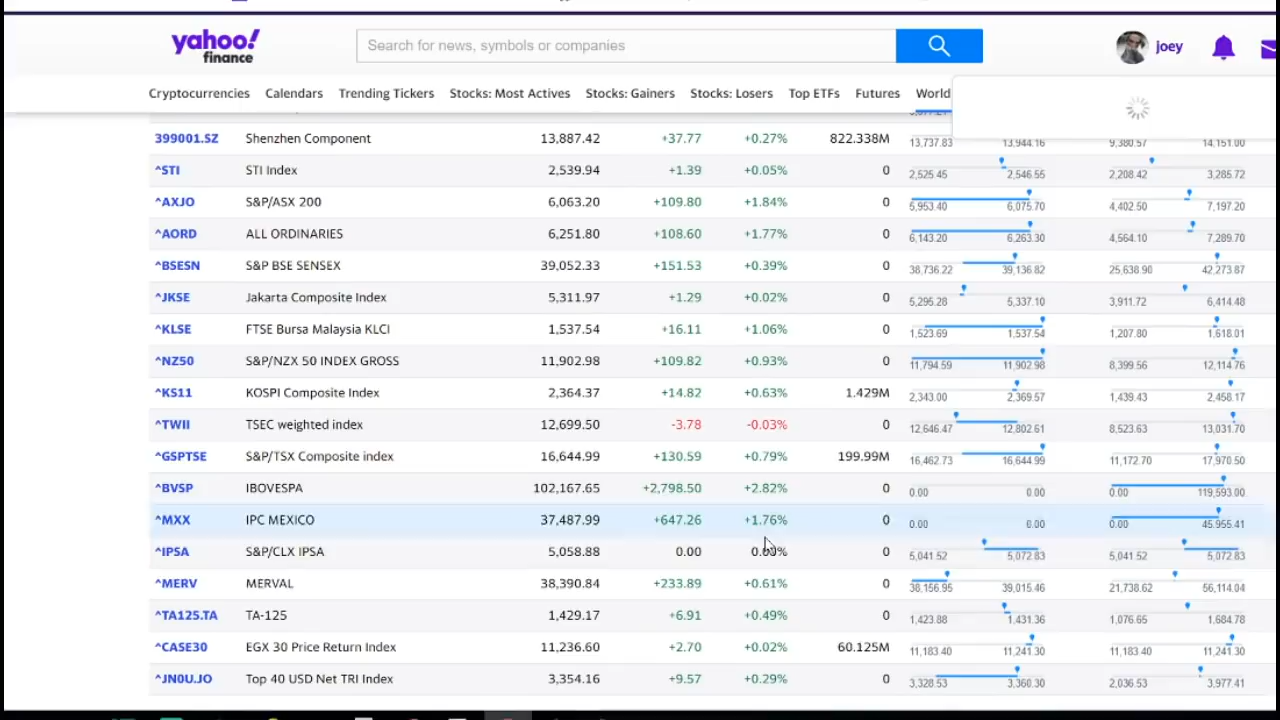 yahoo!
finance
Search for news, symbols or companies
joey
Cryptocurrencies Calendars Trending Tickers Stocks: Most Active Stocks: Gainers Stocks: Losers Top ETFs Futures World
399001.SZ Shenzhen Component 13,887.42 +37.77 +0.27% 822.338M 13,737.83 13,944.16 9,380.57 14,151.00
^STI STI Index 2,539.94 +1.39 +0.05% 0 2,525.45 2,546.55 2,208.42 3,285.72
^AXJO S&P/ASX 200 6,063.20 +109.80 +1.84% 0 5,953.40 6,075.70 4,402.50 7,197.20
^AORD ALL ORDINARIES 6,251.80 +108.60 +1.77% 0 6,143.20 6,263.30 4,564.10 7,289.70
^BSESN S&P BSE SENSEX 39,052.33 +151.53 +0.39% 0 38,736.22 39,136.82 25,638.90 42,273.87
^JKSE Jakarta Composite Index 5,311.97 +1.29 +0.02% 0 5,295.28 5,337.10 3,911.72 6,414.48
^KLSE FTSE Bursa Malaysia KLCI 1,537.54 +16.11 +1.06% 0 1,523.69 1,537.54 1,207.80 1,618.01
^NZ50 S&P/NZX 50 INDEX GROSS 11,902.98 +109.82 +0.93% 0 11,794.59 11,902.98 8,399.56 12,114.76
^KS11 KOSPI Composite Index 2,364.37 +14.82 +0.63% 1.429M 2,343.00 2,369.57 1,439.43 2,458.17
^TWII TSEC weighted index 12,699.50 -3.78 -0.03% 0 12,646.47 12,802.61 8,523.63 13,031.70
^GSPTSE S&P/TSX Composite index 16,644.99 +130.59 +0.79% 199.99M 16,462.73 16,644.99 11,172.70 17,970.50
^BVSP IBOVESPA 102,167.65 +2,798.50 +2.82% 0 0.00 0.00 0.00 119,593.00
^MXX IPC MEXICO 37,487.99 +647.26 +1.76% 0 0.00 0.00 0.00 45,955.41
^IPSA S&P/CLX IPSA 5,058.88 0.00 0.00% 0 5,041.52 5,072.83 5,041.52 5,072.83
^MERV MERVAL 38,390.84 +233.89 +0.61% 0 38,156.95 39,015.46 21,738.62 56,114.04
^TA125.TA TA-125 1,429.17 +6.91 +0.49% 0 1,423.88 1,431.36 1,076.65 1,684.78
^CASE30 EGX 30 Price Return Index 11,236.60 +2.70 +0.02% 60.125M 11,183.40 11,241.30 11,183.40 11,241.30
^JN0U.JO Top 40 USD Net TRI Index 3,354.16 +9.57 +0.29% 0 3,328.53 3,360.30 2,036.53 3,977.41